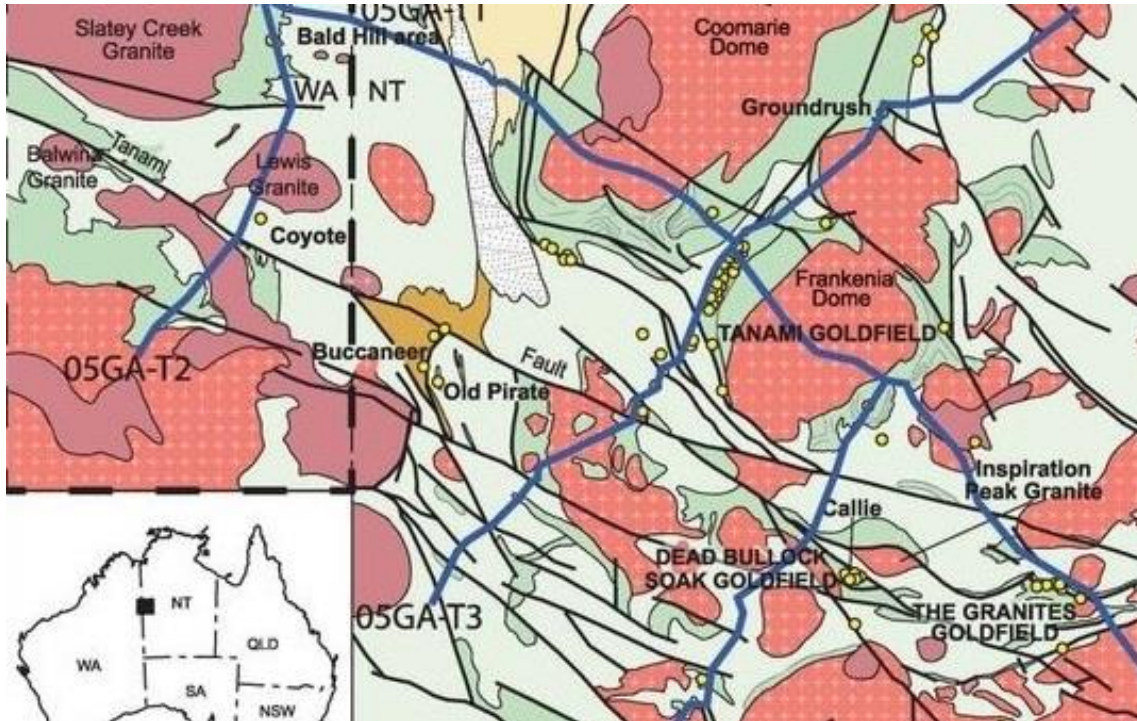 05GA-T1
Slatey Creek
Granite
Bald Hill area
Coomarie
Dome
WA
NT
Groundrush
Tanami
Balwina
Granite
Lewis
Granite
Coyote
Frankenia
Dome
TANAMI GOLDFIELD
Buccaneer
Fault
05GA-T2
Old Pirate
Inspiration
Peak Granite
Callie
DEAD BULLOCK
SOAK GOLDFIELD
05GA-T3
THE GRANITES
GOLDFIELD
NT
WA
QLD
SA
NSW